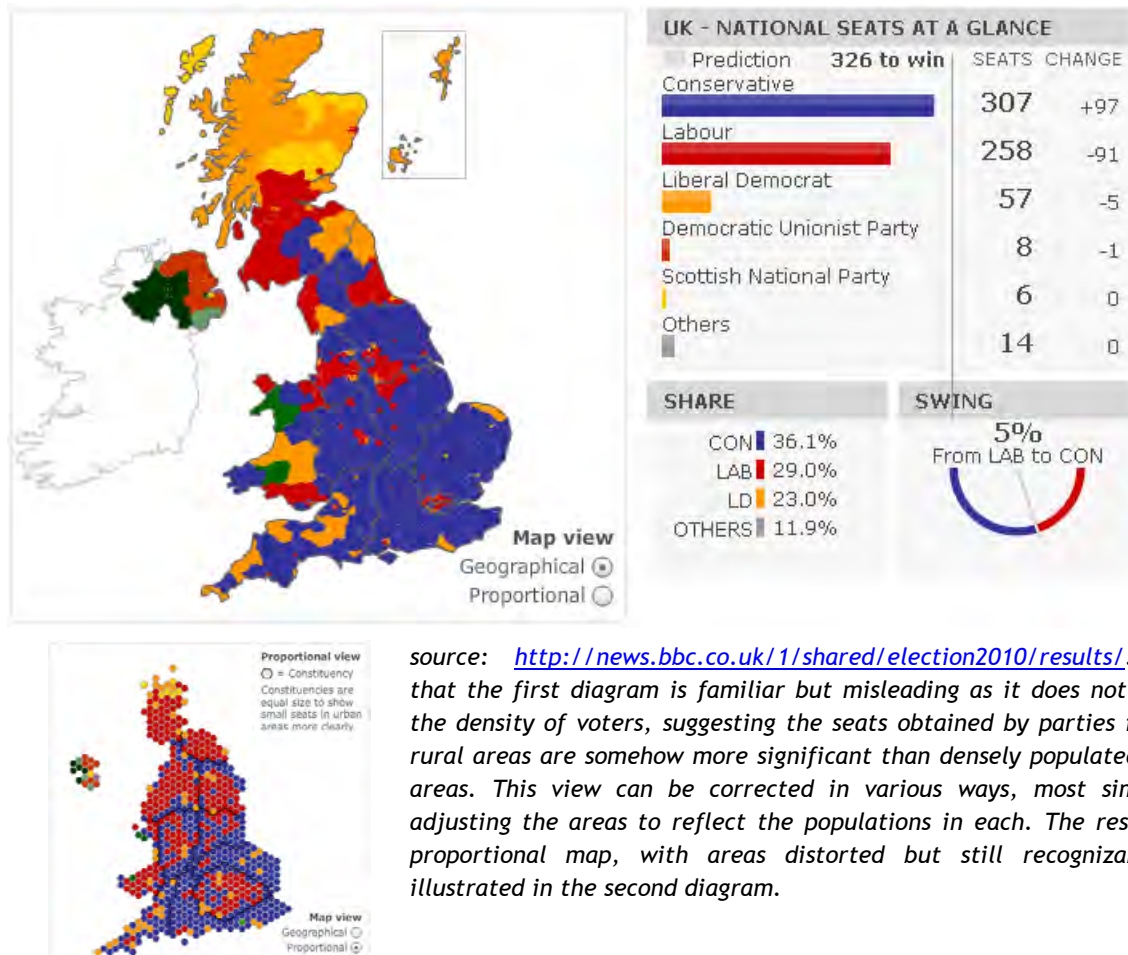 UK - NATIONAL SEATS AT A GLANCE
Prediction 326 to win SEATS CHANGE
Conservative
307 +97
Labour
258 -91
Liberal Democrat
57 -5
Democratic Unionist Party
8 -1
Scottish National Party
6 0
Others
14 0
SHARE
CON 36.1%
LAB 29.0%
LD 23.0%
OTHERS 11.9%
SWING
5%
From LAB to CON
Map view
Geographical
Proportional
Proportional view
= Constituency
Constituencies are
equal size to show
small seats in urban
areas more clearly.
Map view
Geographical
Proportional
source: http://news.bbc.co.uk/1/shared/election2010/results/
that the first diagram is familiar but misleading as it does not
the density of voters, suggesting the seats obtained by parties
rural areas are somehow more significant than densely populated
areas. This view can be corrected in various ways, most
adjusting the areas to reflect the populations in each. The
proportional map, with areas distorted but still
illustrated in the second diagram.